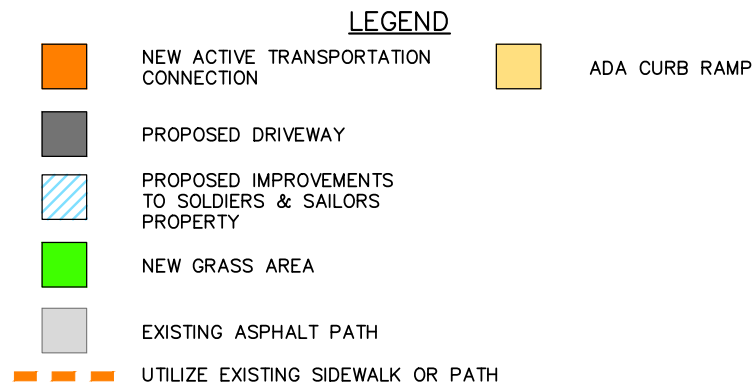 LEGEND
NEW ACTIVE TRANSPORTATION
CONNECTION
PROPOSED DRIVEWAY
PROPOSED IMPROVEMENTS
TO SOLDIERS & SAILORS
PROPERTY
NEW GRASS AREA
EXISTING ASPHALT PATH
UTILIZE EXISTING SIDEWALK OR PATH
ADA CURB RAMP